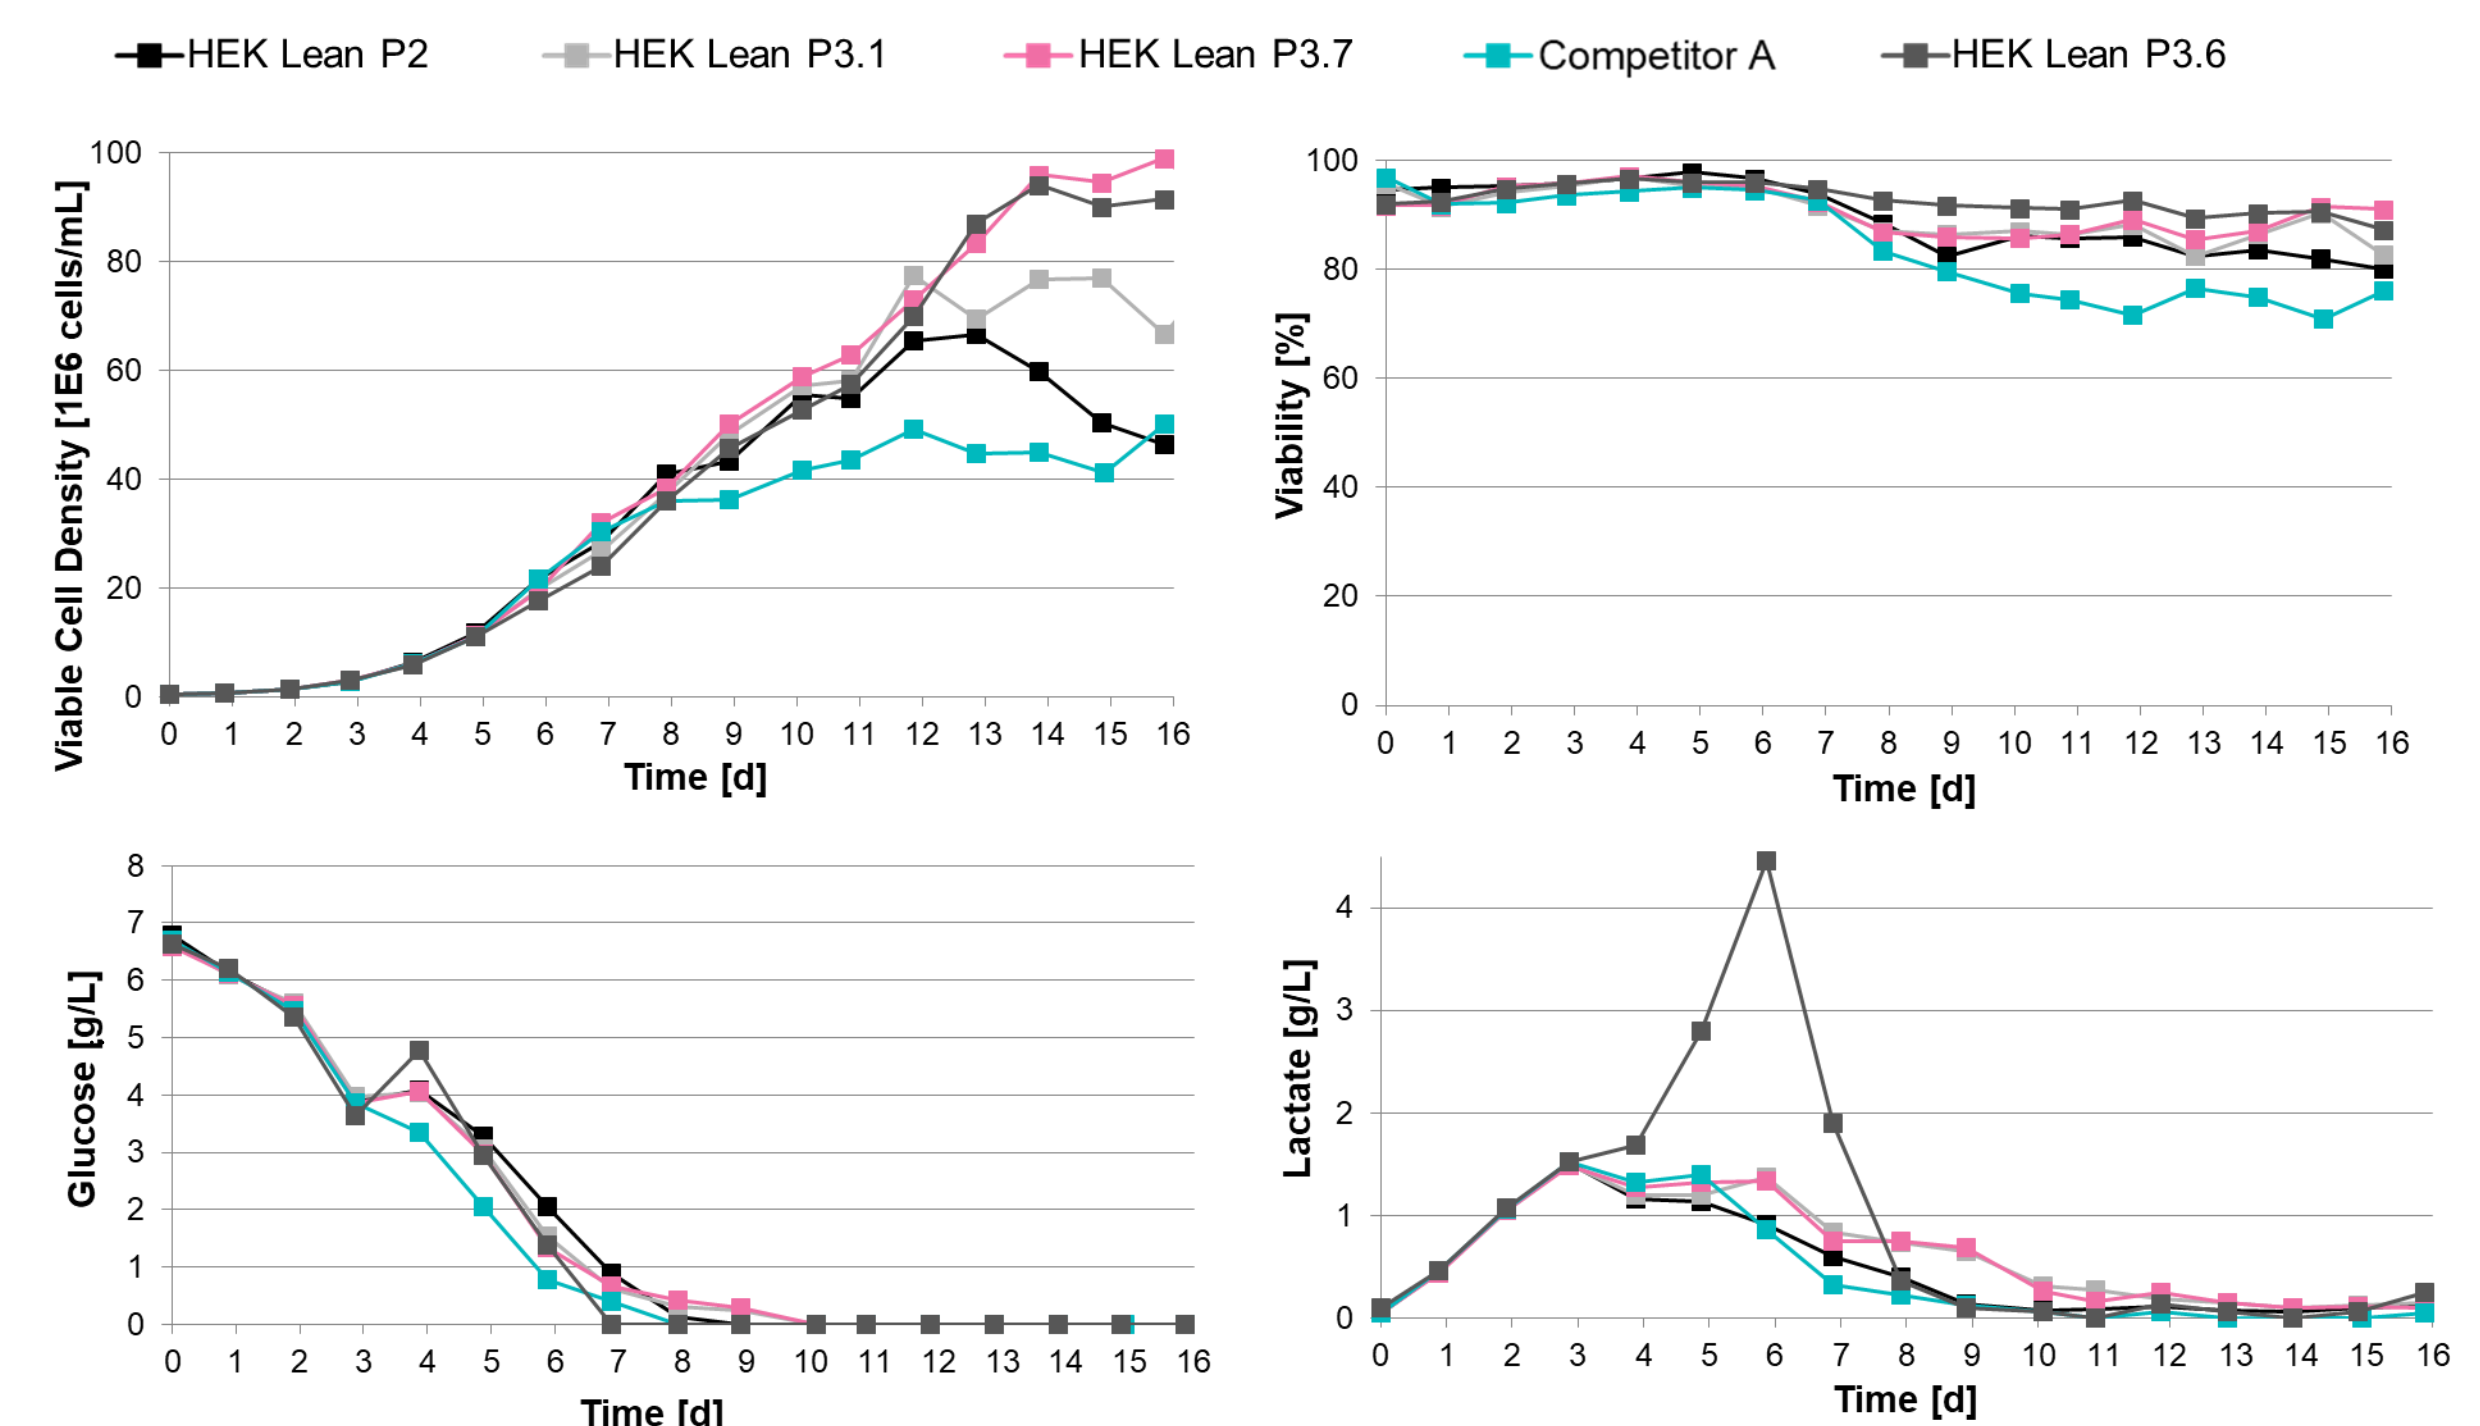 HEK Lean P2 HEK Lean P3.1 HEK Lean P3.7 Competitor A HEK Lean P3.6
Viable Cell Density [1E6 cells/mL]
100
80
60
40
20
0
0 1 2 3 4 5 6 7 8 9 10 11 12 13 14 15 16
Time [d]
Viability [%]
100
80
60
40
20
0
0 1 2 3 4 5 6 7 8 9 10 11 12 13 14 15 16
Time [d]
Glucose [g/L]
8
7
6
5
4
3
2
1
0
0 1 2 3 4 5 6 7 8 9 10 11 12 13 14 15 16
Time [d]
Lactate [g/L]
4
3
2
1
0
0 1 2 3 4 5 6 7 8 9 10 11 12 13 14 15 16
Time [d]